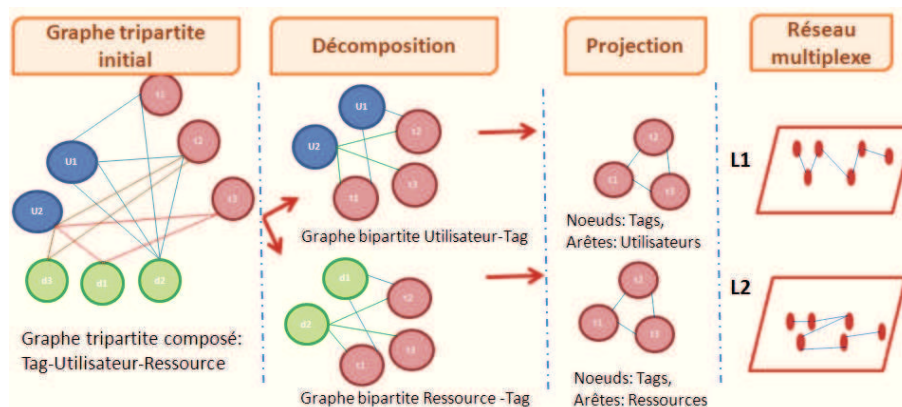 Graphe tripartite
initial
Décomposition
Projection
Réseau
multiplexe
t1
t2
U1
t3
U2
d3
d1
d2
Graphe tripartite composé:
Tag-Utilisateur-Ressource
U1
t2
U2
t3
t1
Graphe bipartite Utilisateur-Tag
d1
t2
d2
t3
t1
Graphe bipartite Ressource -Tag
t2
t1
t3
Noeuds: Tags,
Arêtes: Utilisateurs
t2
t1
t3
Noeuds: Tags,
Arêtes: Ressources
L1
L2